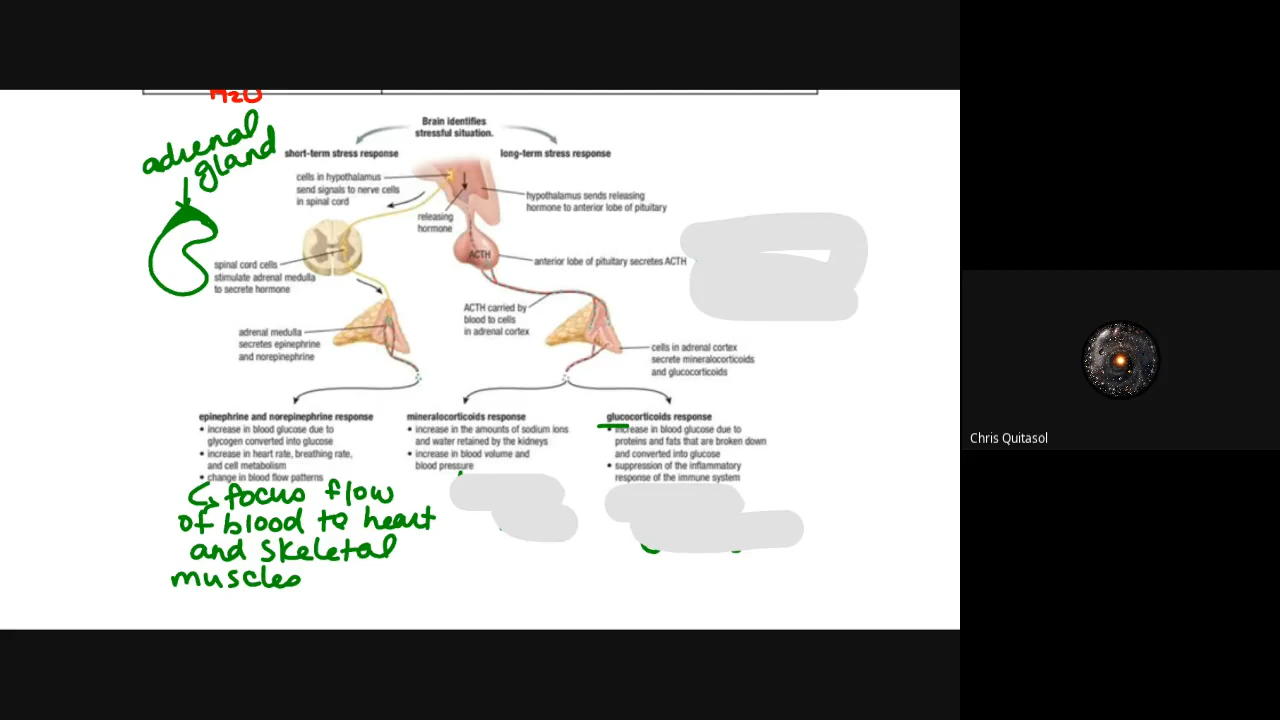 H2O
adrenal
gland
Brain identifies
stressful situation.
short-term stress response
long-term stress response
cells in hypothalamus
send signals to nerve cells
in spinal cord
releasing
hormone
hypothalamus sends releasing
hormone to anterior lobe of pituitary
spinal cord cells
stimulate adrenal medulla
to secrete hormone
ACTH
anterior lobe of pituitary secretes ACTH
ACTH carried by
blood to cells
in adrenal cortex
adrenal medulla
secretes epinephrine
and norepinephrine
cells in adrenal cortex
secrete mineralocorticoids
and glucocorticoids
epinephrine and norepinephrine response
• increase in blood glucose due to
glycogen converted into glucose
• increase in heart rate, breathing rate,
and cell metabolism
• change in blood flow patterns
↳ focus flow
of blood to heart
and skeletal
muscles
mineralocorticoids response
• increase in the amounts of sodium ions
and water retained by the kidneys
• increase in blood volume and
blood pressure
glucocorticoids response
• increase in blood glucose due to
proteins and fats that are broken down
and converted into glucose
• suppression of the inflammatory
response of the immune system
Chris Quitasol